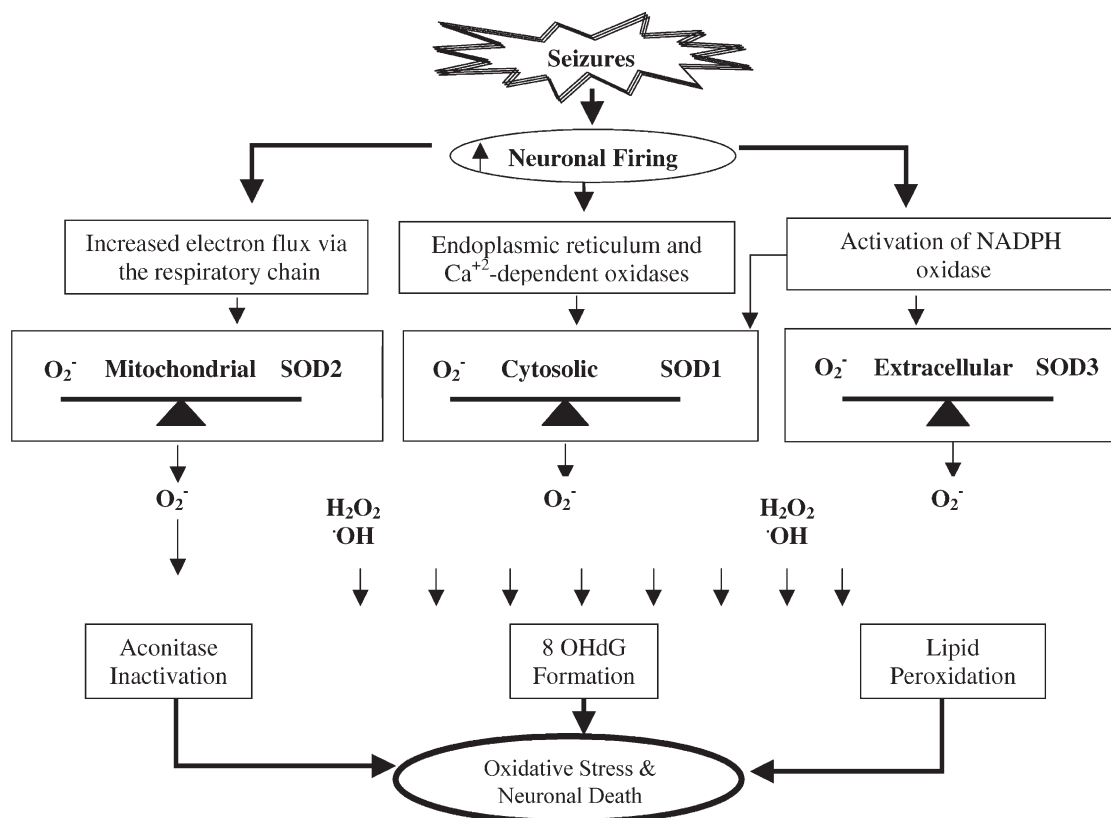 Seizures
Neuronal Firing
Increased electron flux via
the respiratory chain
Endoplasmic reticulum and
Ca⁺²-dependent oxidases
Activation of NADPH
oxidase
O₂⁻ Mitochondrial SOD2
O₂⁻ Cytosolic SOD1
O₂⁻ Extracellular SOD3
O₂⁻
H₂O₂
·OH
O₂⁻
H₂O₂
·OH
O₂⁻
Aconitase
Inactivation
8 OHdG
Formation
Lipid
Peroxidation
Oxidative Stress &
Neuronal Death